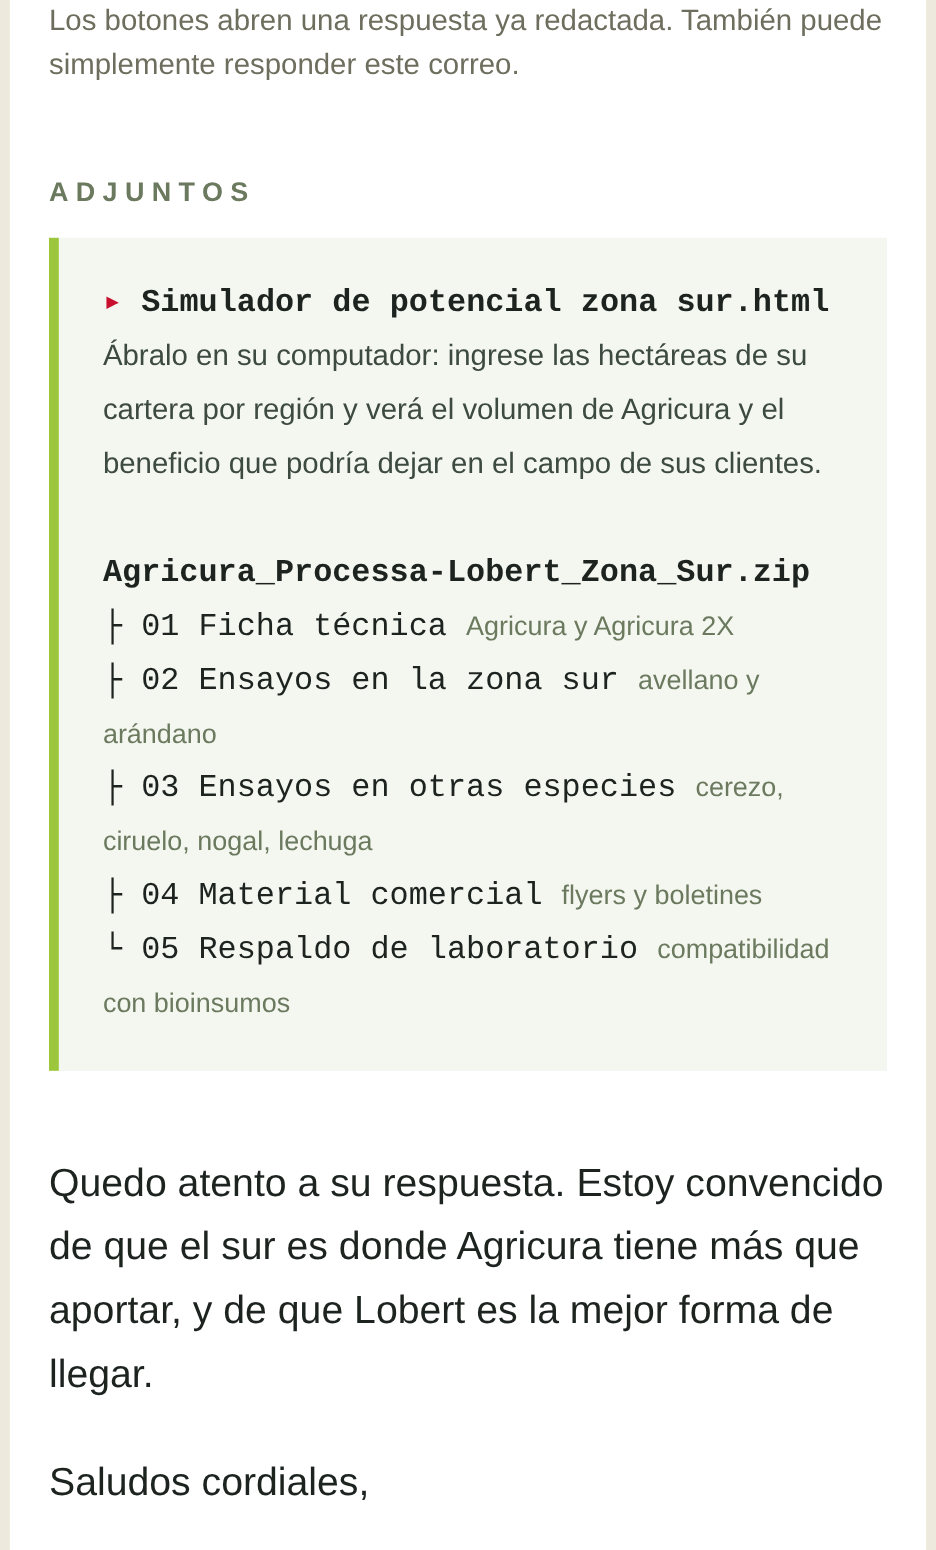 Los botones abren una respuesta ya redactada. También puede
simplemente responder este correo.
ADJUNTOS
▸ Simulador de potencial zona sur.html
Ábralo en su computador: ingrese las hectáreas de su
cartera por región y verá el volumen de Agricura y el
beneficio que podría dejar en el campo de sus clientes.
Agricura_Processa-Lobert_Zona_Sur.zip
├ 01 Ficha técnica Agricura y Agricura 2X
├ 02 Ensayos en la zona sur avellano y
arándano
├ 03 Ensayos en otras especies cerezo,
ciruelo, nogal, lechuga
├ 04 Material comercial flyers y boletines
└ 05 Respaldo de laboratorio compatibilidad
con bioinsumos
Quedo atento a su respuesta. Estoy convencido
de que el sur es donde Agricura tiene más que
aportar, y de que Lobert es la mejor forma de
llegar.
Saludos cordiales,